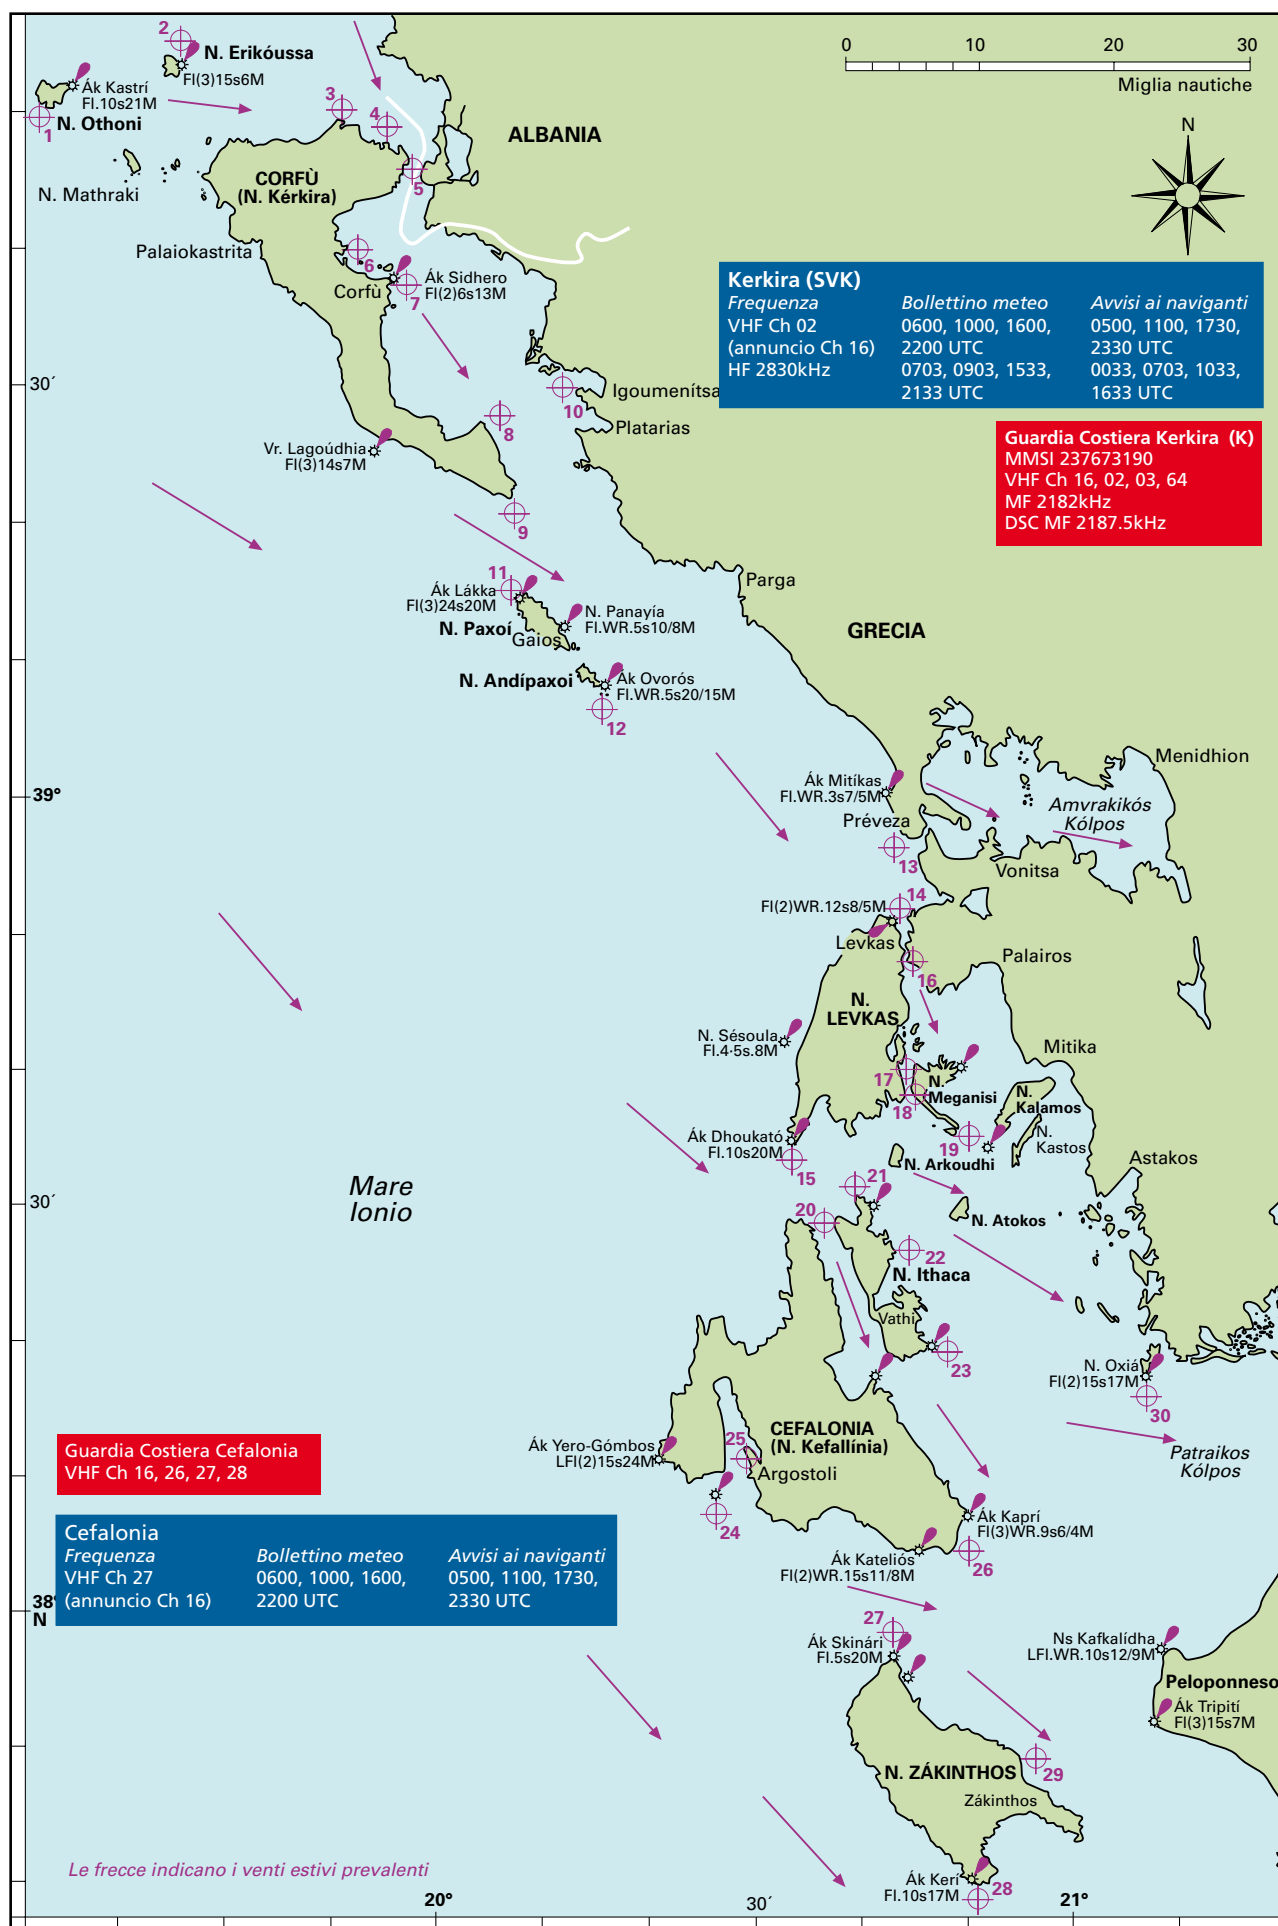 2
N. Erikóussa
Fl(3)15s6M
Ák Kastrí
Fl.10s21M
1
N. Othoni
N. Mathraki
3
4
5
ALBANIA
CORFÙ
(N. Kérkira)
0
10
20
30
Miglia nautiche
N
Palaiokastrita
6
Corfù
7
Ák Sidhero
Fl(2)6s13M
Kerkira (SVK)
Frequenza Bollettino meteo Avvisi ai naviganti
VHF Ch 02 0600, 1000, 1600, 0500, 1100, 1730,
(annuncio Ch 16) 2200 UTC 2330 UTC
HF 2830kHz 0703, 0903, 1533, 0033, 0703, 1033,
2133 UTC 1633 UTC
30´
10
Igoumenítsa
8
Platarias
Guardia Costiera Kerkira (K)
MMSI 237673190
VHF Ch 16, 02, 03, 64
MF 2182kHz
DSC MF 2187.5kHz
Vr. Lagoúdhia
Fl(3)14s7M
9
11
Ák Lákka
Fl(3)24s20M
N. Paxoí
Gaios
N. Panayía
Fl.WR.5s10/8M
Parga
GRECIA
N. Andípaxoi
Ák Ovorós
Fl.WR.5s20/15M
12
39°
Ák Mitíkas
Fl.WR.3s7/5M
Préveza
13
Menidhion
Amvrakikós
Kólpos
Vonitsa
14
Fl(2)WR.12s8/5M
Levkas
16
Palairos
N.
LEVKAS
N. Sésoula
Fl.4·5s.8M
17
18
N.
Meganisi
Mitika
N.
Kalamos
N.
Kastos
19
Ák Dhoukató
Fl.10s20M
15
N. Arkoudhi
Astakos
30´
Mare
Ionio
21
20
N. Atokos
22
N. Ithaca
Vathi
23
N. Oxiá
Fl(2)15s17M
30
Patraikos
Kólpos
CEFALONIA
(N. Kefallínia)
25
Argostoli
Ák Yero-Gómbos
LFl(2)15s24M
24
Guardia Costiera Cefalonia
VHF Ch 16, 26, 27, 28
Ák Kaprí
Fl(3)WR.9s6/4M
26
Ák Kateliós
Fl(2)WR.15s11/8M
Cefalonia
Frequenza Bollettino meteo Avvisi ai naviganti
VHF Ch 27 0600, 1000, 1600, 0500, 1100, 1730,
(annuncio Ch 16) 2200 UTC 2330 UTC
38°
N
27
Ák Skinári
Fl.5s20M
Ns Kafkalídha
LFl.WR.10s12/9M
Peloponneso
Ák Tripití
Fl(3)15s7M
29
N. ZÁKINTHOS
Zákinthos
Le frecce indicano i venti estivi prevalenti
Ák Kerí
Fl.10s17M
28
20°
30´
21°